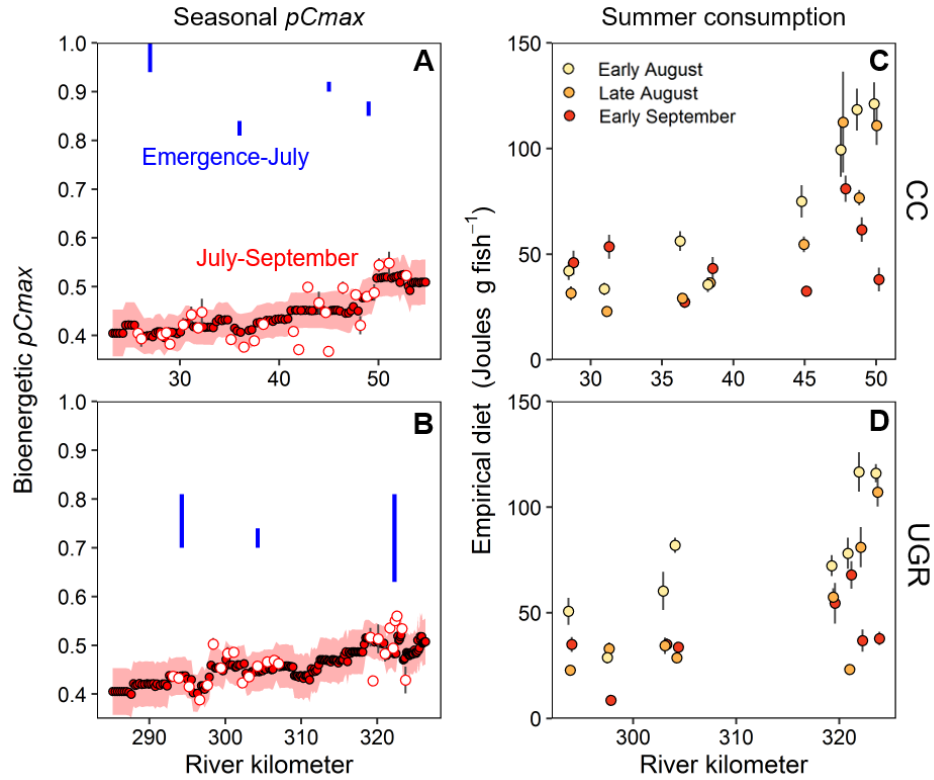 Seasonal pCmax
Summer consumption
Bioenergetic pCmax
1.0
0.9
0.8
0.7
0.6
0.5
0.4
A
Emergence-July
July-September
30
40
50
1.0
0.9
0.8
0.7
0.6
0.5
0.4
B
290
300
310
320
River kilometer
Empirical diet (Joules g fish⁻¹)
150
100
50
0
C
Early August
Late August
Early September
CC
30
35
40
45
50
150
100
50
0
D
UGR
300
310
320
River kilometer